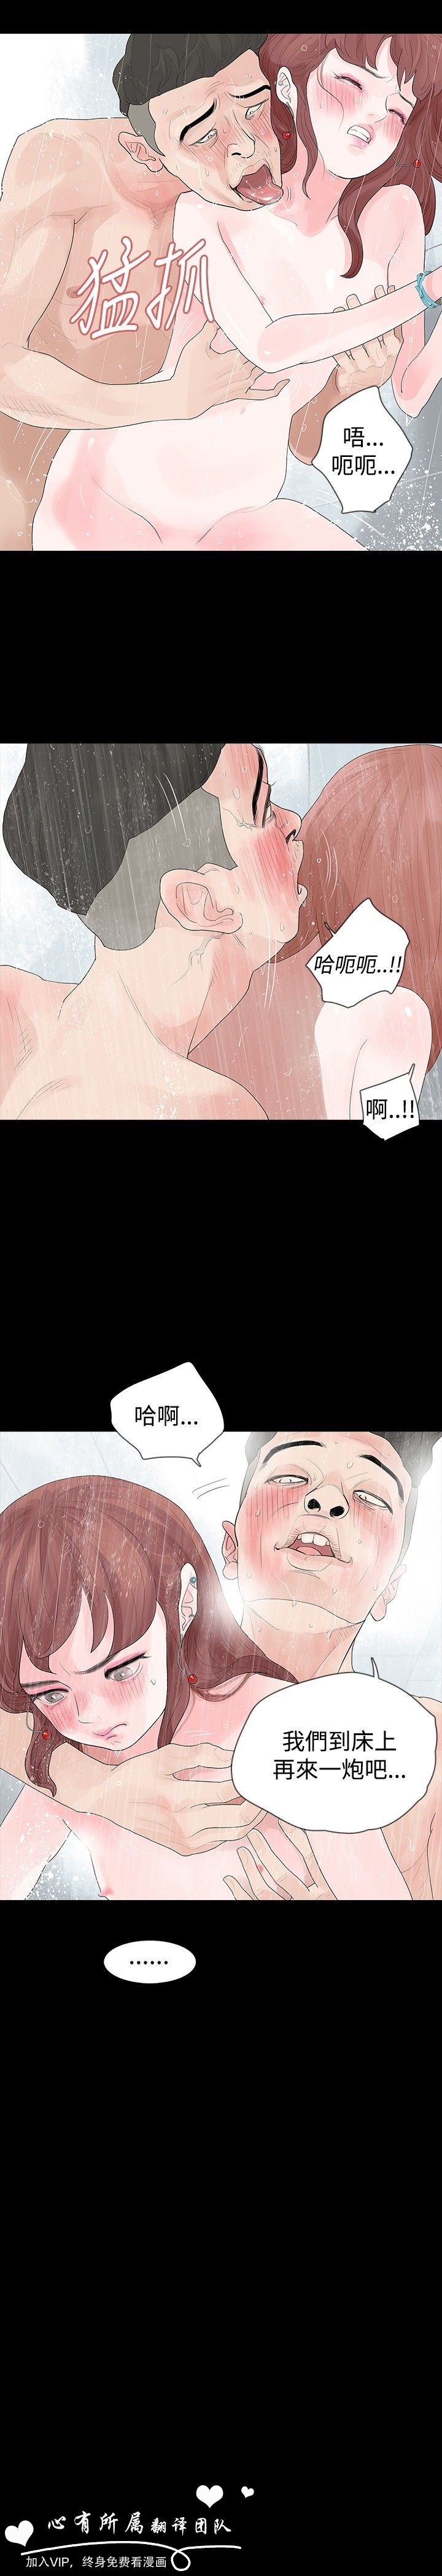 猛抓
唔…
呃呃…
哈呃呃..!!
啊..!!
哈啊…
我們到床上
再來一炮吧…
……
心有所属翻译团队
加入VIP，终身免费看漫画